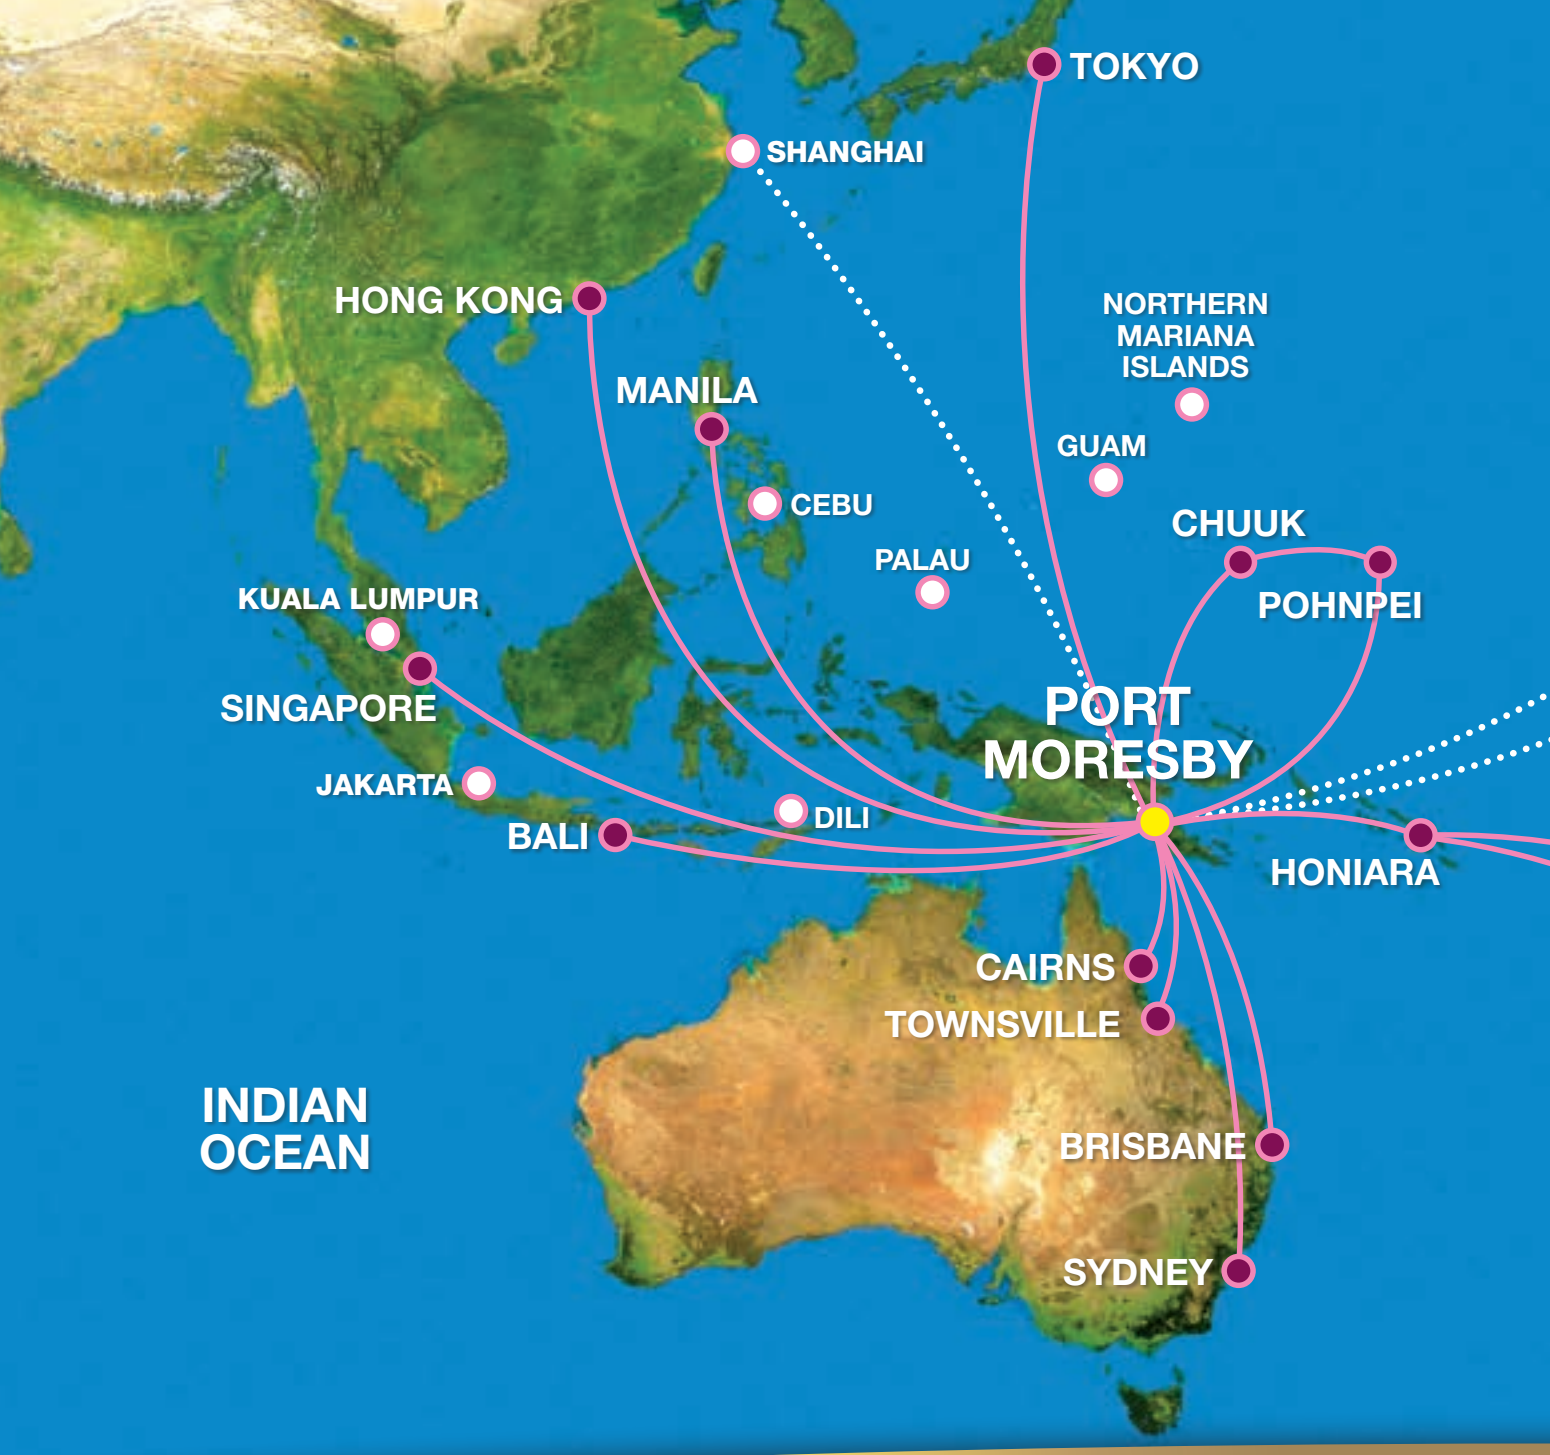 TOKYO
SHANGHAI
HONG KONG
NORTHERN
MARIANA
ISLANDS
MANILA
GUAM
CEBU
CHUUK
PALAU
KUALA LUMPUR
POHNPEI
SINGAPORE
PORT
MORESBY
JAKARTA
DILI
BALI
HONIARA
CAIRNS
TOWNSVILLE
INDIAN
OCEAN
BRISBANE
SYDNEY